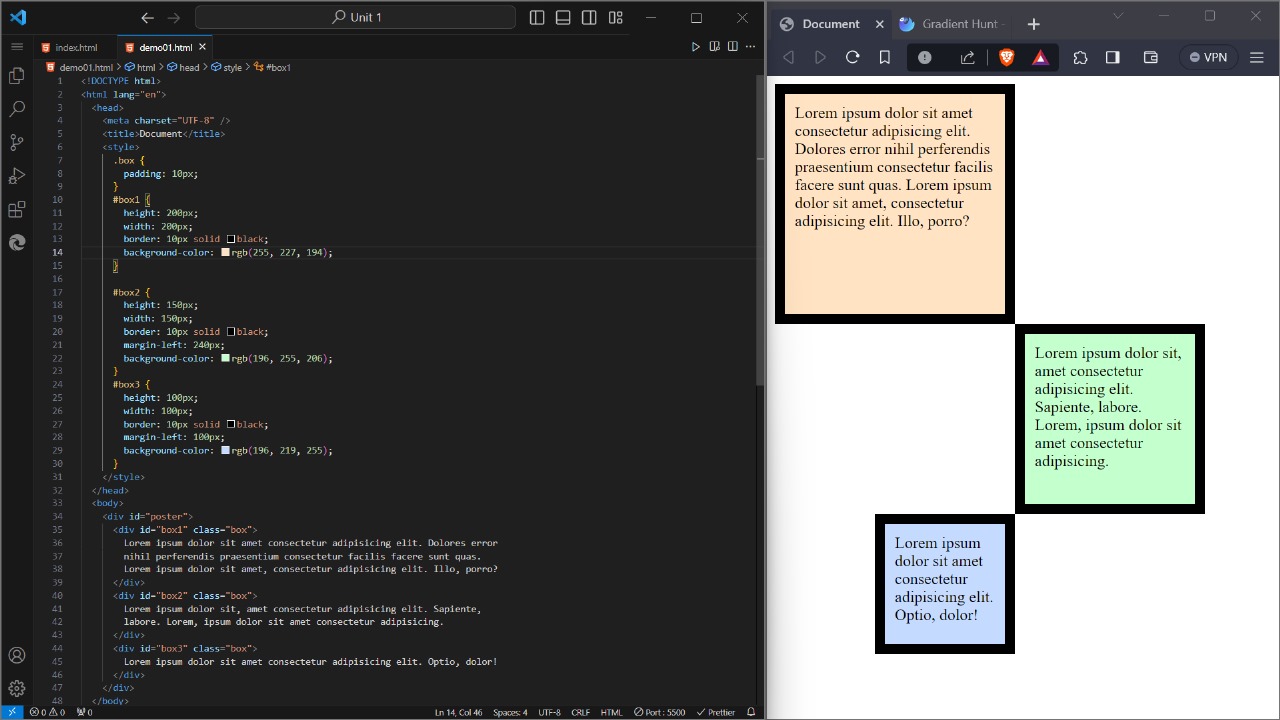 Unit 1
index.html
demo01.html
demo01.html > html > head > style > #box1
1 <!DOCTYPE html>
2 <html lang="en">
3 <head>
4 <meta charset="UTF-8" />
5 <title>Document</title>
6 <style>
7 .box {
8 padding: 10px;
9 }
10 #box1 {
11 height: 200px;
12 width: 200px;
13 border: 10px solid black;
14 background-color: rgb(255, 227, 194);
15 }
16
17 #box2 {
18 height: 150px;
19 width: 150px;
20 border: 10px solid black;
21 margin-left: 240px;
22 background-color: rgb(196, 255, 206);
23 }
24 #box3 {
25 height: 100px;
26 width: 100px;
27 border: 10px solid black;
28 margin-left: 100px;
29 background-color: rgb(196, 219, 255);
30 }
31 </style>
32 </head>
33 <body>
34 <div id="poster">
35 <div id="box1" class="box">
36 Lorem ipsum dolor sit amet consectetur adipisicing elit. Dolores error
37 nihil perferendis praesentium consectetur facilis facere sunt quas.
38 Lorem ipsum dolor sit amet, consectetur adipisicing elit. Illo, porro?
39 </div>
40 <div id="box2" class="box">
41 Lorem ipsum dolor sit, amet consectetur adipisicing elit. Sapiente,
42 labore. Lorem, ipsum dolor sit amet consectetur adipisicing.
43 </div>
44 <div id="box3" class="box">
45 Lorem ipsum dolor sit amet consectetur adipisicing elit. Optio, dolor!
46 </div>
47 </div>
48 </body>
0 0 0
Ln 14, Col 46 Spaces: 4 UTF-8 CRLF HTML Port : 5500 Prettier
Document
Gradient Hunt -
VPN
Lorem ipsum dolor sit amet
consectetur adipisicing elit.
Dolores error nihil perferendis
praesentium consectetur facilis
facere sunt quas. Lorem ipsum
dolor sit amet, consectetur
adipisicing elit. Illo, porro?
Lorem ipsum dolor sit,
amet consectetur
adipisicing elit.
Sapiente, labore.
Lorem, ipsum dolor sit
amet consectetur
adipisicing.
Lorem ipsum
dolor sit amet
consectetur
adipisicing elit.
Optio, dolor!